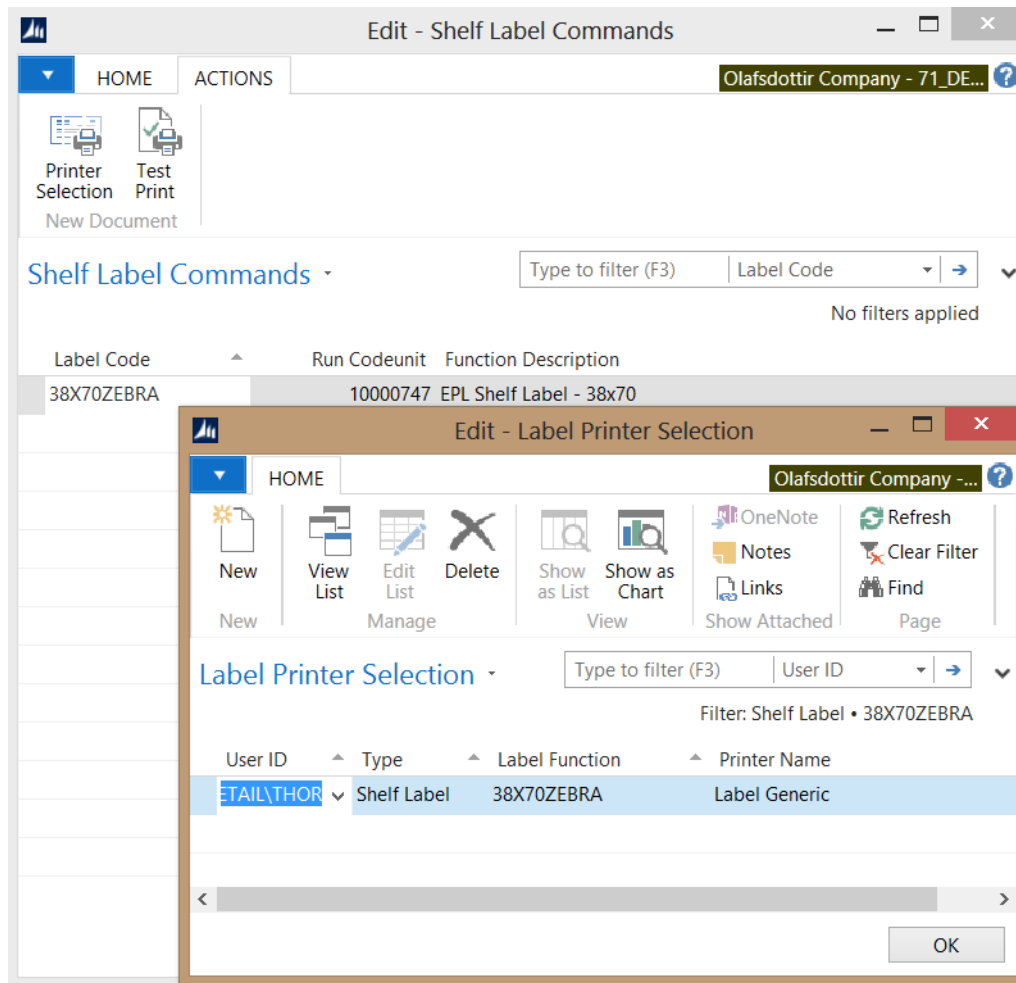 Edit - Shelf Label Commands
HOME ACTIONS Olafsdottir Company - 71_DE...
Printer Selection
Test Print
New Document
Shelf Label Commands
Type to filter (F3) Label Code
No filters applied
Label Code Run Codeunit Function Description
38X70ZEBRA 10000747 EPL Shelf Label - 38x70
Edit - Label Printer Selection
HOME Olafsdottir Company -...
New
View List
Edit List
Delete
Show as List
Show as Chart
OneNote
Notes
Links
Refresh
Clear Filter
Find
New Manage View Show Attached Page
Label Printer Selection
Type to filter (F3) User ID
Filter: Shelf Label • 38X70ZEBRA
User ID Type Label Function Printer Name
ETAIL\THOR Shelf Label 38X70ZEBRA Label Generic
OK